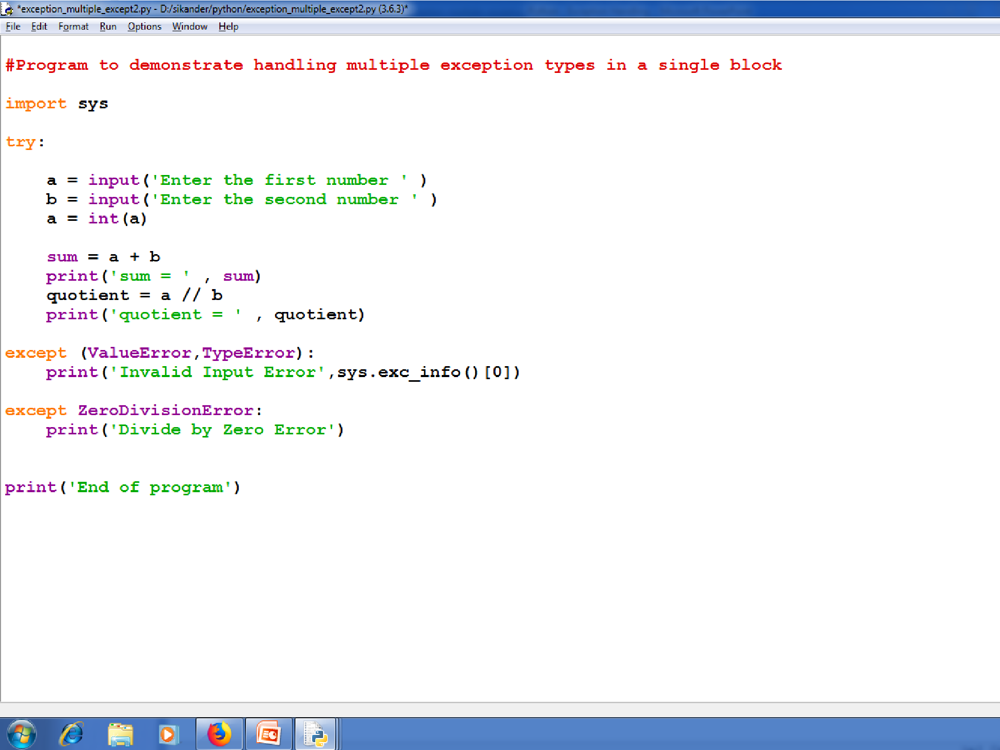 *exception_multiple_except2.py - D:/sikander/python/exception_multiple_except2.py (3.6.3)*
File Edit Format Run Options Window Help
#Program to demonstrate handling multiple exception types in a single block
import sys
try:
    a = input('Enter the first number ' )
    b = input('Enter the second number ' )
    a = int(a)
    sum = a + b
    print('sum = ' , sum)
    quotient = a // b
    print('quotient = ' , quotient)
except (ValueError,TypeError):
    print('Invalid Input Error',sys.exc_info()[0])
except ZeroDivisionError:
    print('Divide by Zero Error')
print('End of program')